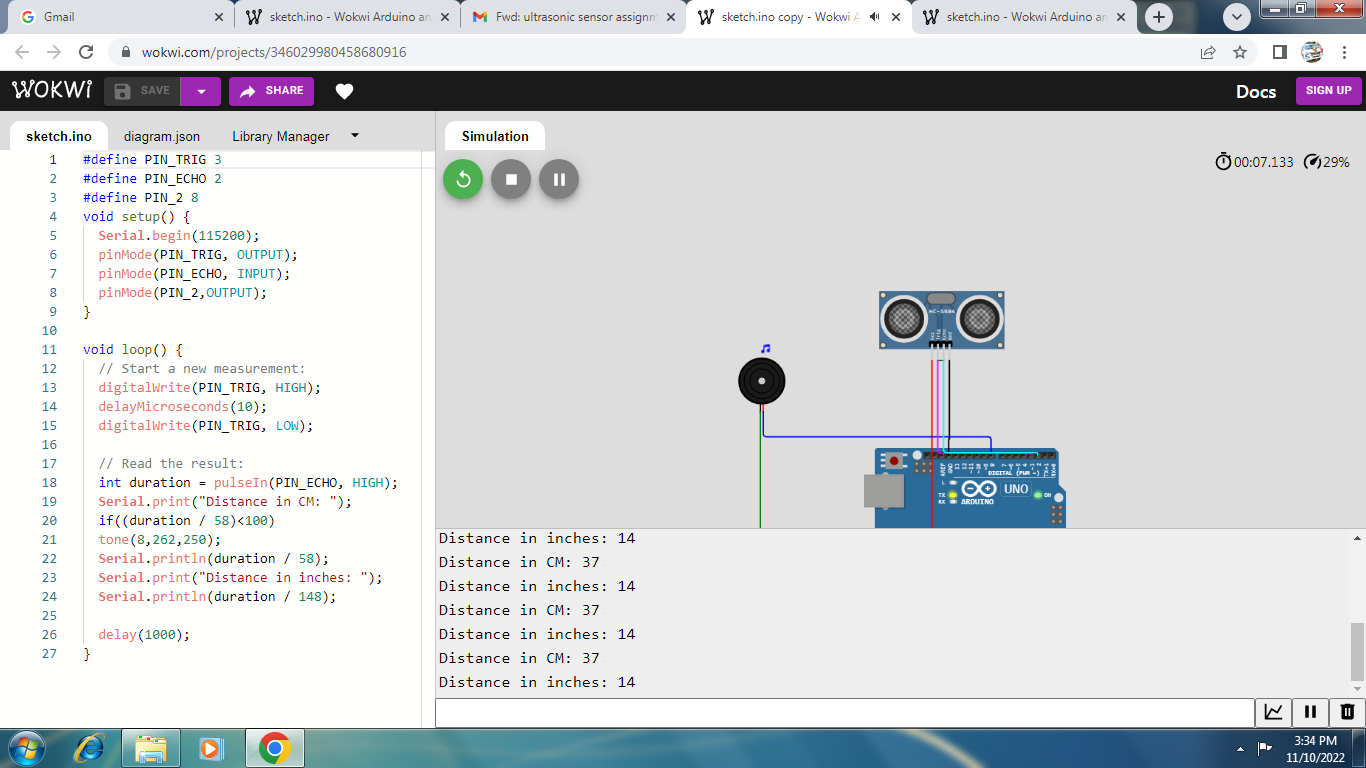 Gmail
sketch.ino - Wokwi Arduino an
Fwd: ultrasonic sensor assignm
sketch.ino copy - Wokwi A
sketch.ino - Wokwi Arduino an
wokwi.com/projects/346029980458680916
WOKWi
SAVE
SHARE
Docs
SIGN UP
sketch.ino
diagram.json
Library Manager
Simulation
00:07.133
29%
1 #define PIN_TRIG 3
2 #define PIN_ECHO 2
3 #define PIN_2 8
4 void setup() {
5   Serial.begin(115200);
6   pinMode(PIN_TRIG, OUTPUT);
7   pinMode(PIN_ECHO, INPUT);
8   pinMode(PIN_2,OUTPUT);
9 }
10
11 void loop() {
12   // Start a new measurement:
13   digitalWrite(PIN_TRIG, HIGH);
14   delayMicroseconds(10);
15   digitalWrite(PIN_TRIG, LOW);
16
17   // Read the result:
18   int duration = pulseIn(PIN_ECHO, HIGH);
19   Serial.print("Distance in CM: ");
20   if((duration / 58)<100)
21   tone(8,262,250);
22   Serial.println(duration / 58);
23   Serial.print("Distance in inches: ");
24   Serial.println(duration / 148);
25
26   delay(1000);
27 }
HC-SR04
AREF
GND
13
12
DIGITAL (PWM
L
TX
RX
UNO
ON
ARDUINO
Distance in inches: 14
Distance in CM: 37
Distance in inches: 14
Distance in CM: 37
Distance in inches: 14
Distance in CM: 37
Distance in inches: 14
3:34 PM
11/10/2022